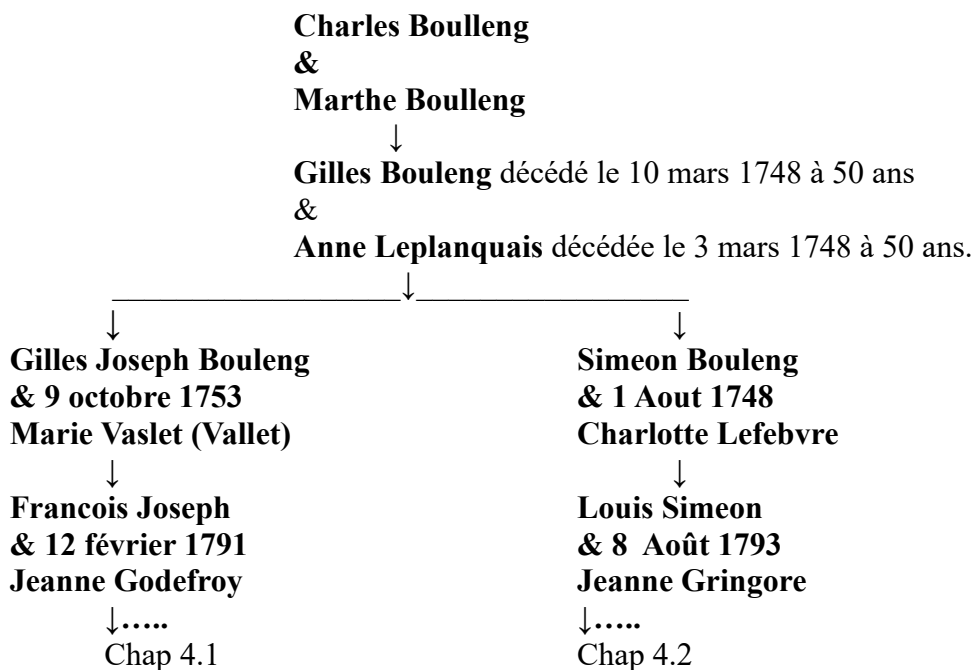 Charles Boulleng
&
Marthe Boulleng
↓
Gilles Bouleng décédé le 10 mars 1748 à 50 ans
&
Anne Leplanquais décédée le 3 mars 1748 à 50 ans.
↓
↓ ↓
Gilles Joseph Bouleng
& 9 octobre 1753
Marie Vaslet (Vallet)
↓
Francois Joseph
& 12 février 1791
Jeanne Godefroy
↓…..
Chap 4.1
Simeon Bouleng
& 1 Aout 1748
Charlotte Lefebvre
↓
Louis Simeon
& 8  Août 1793
Jeanne Gringore
↓…..
Chap 4.2